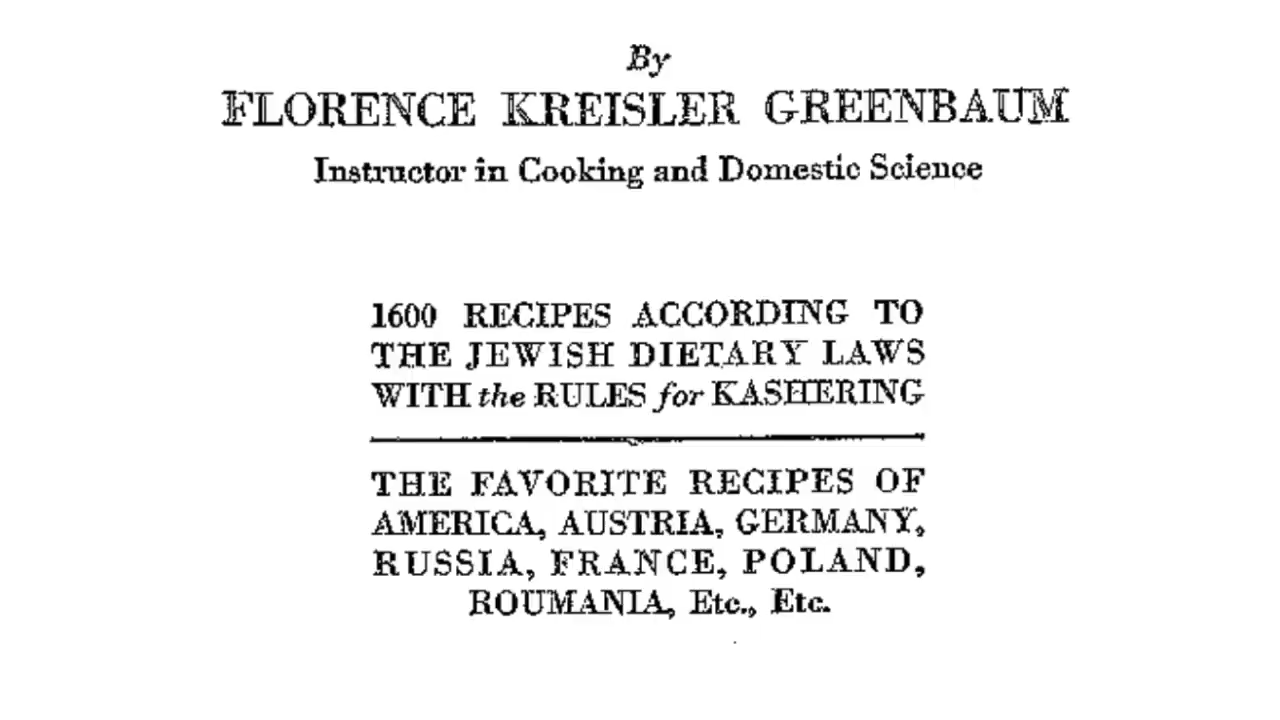 By
FLORENCE KREISLER GREENBAUM
Instructor in Cooking and Domestic Science
1600 RECIPES ACCORDING TO
THE JEWISH DIETARY LAWS
WITH the RULES for KASHERING
THE FAVORITE RECIPES OF
AMERICA, AUSTRIA, GERMANY,
RUSSIA, FRANCE, POLAND,
ROUMANIA, Etc., Etc.